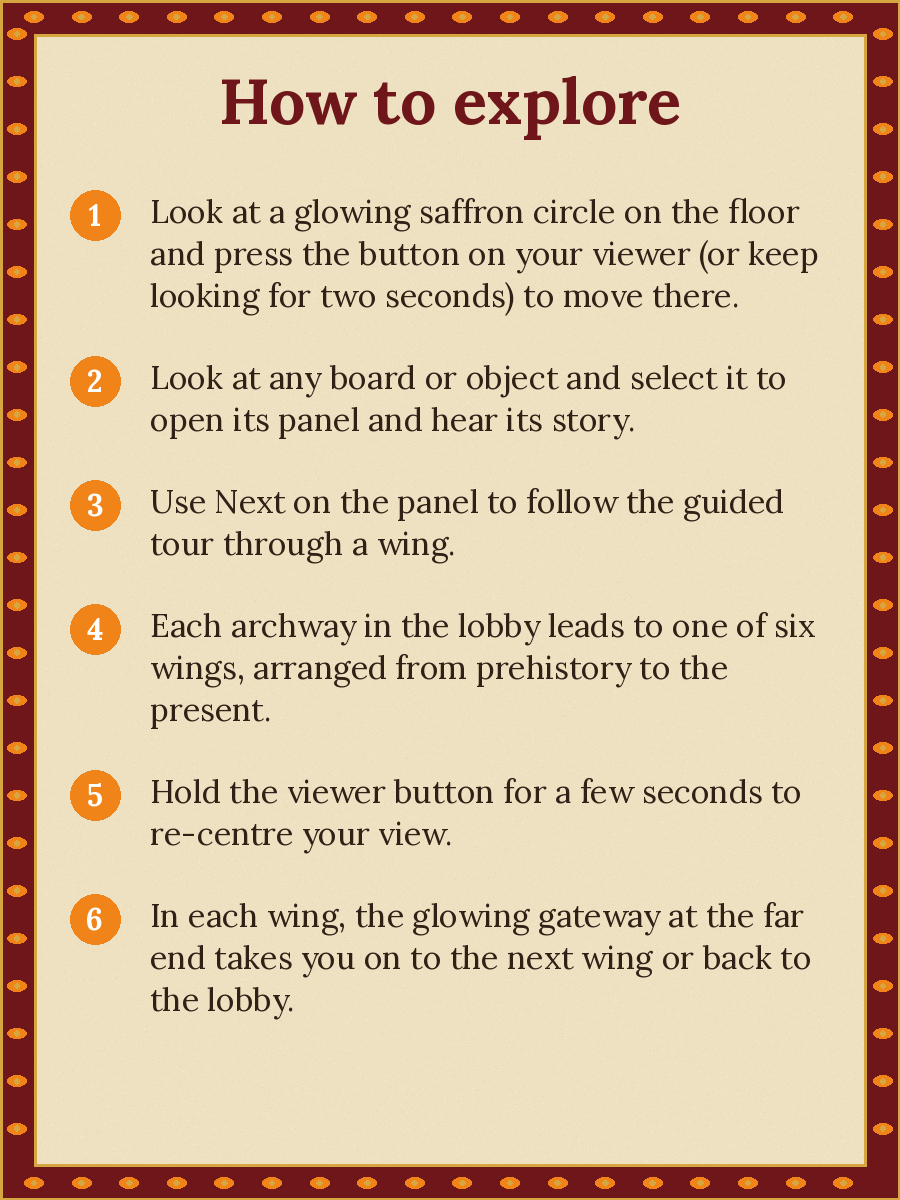 How to explore
1 Look at a glowing saffron circle on the floor
and press the button on your viewer (or keep
looking for two seconds) to move there.
2 Look at any board or object and select it to
open its panel and hear its story.
3 Use Next on the panel to follow the guided
tour through a wing.
4 Each archway in the lobby leads to one of six
wings, arranged from prehistory to the
present.
5 Hold the viewer button for a few seconds to
re-centre your view.
6 In each wing, the glowing gateway at the far
end takes you on to the next wing or back to
the lobby.